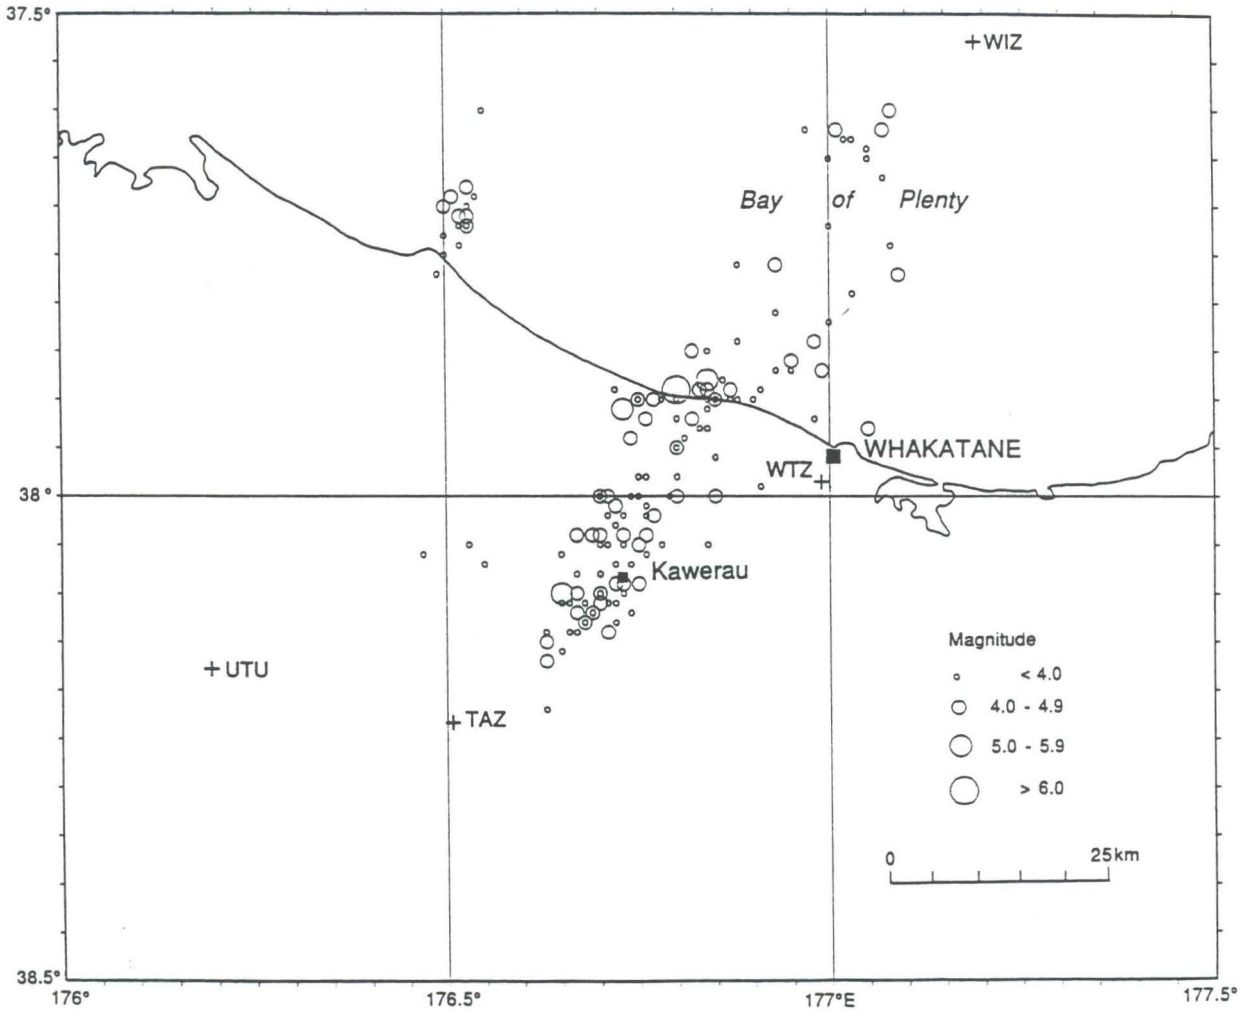 37.5°
WIZ
Bay of Plenty
WHAKATANE
WTZ
38°
Kawerau
Magnitude
< 4.0
4.0 - 4.9
5.0 - 5.9
> 6.0
UTU
TAZ
0 25km
38.5°
176° 176.5° 177°E 177.5°